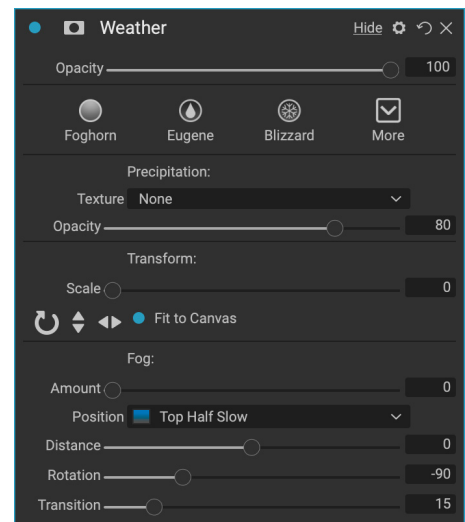 Weather Hide
Opacity 100
Foghorn Eugene Blizzard More
Precipitation:
Texture None
Opacity 80
Transform:
Scale 0
Fit to Canvas
Fog:
Amount 0
Position Top Half Slow
Distance 0
Rotation -90
Transition 15